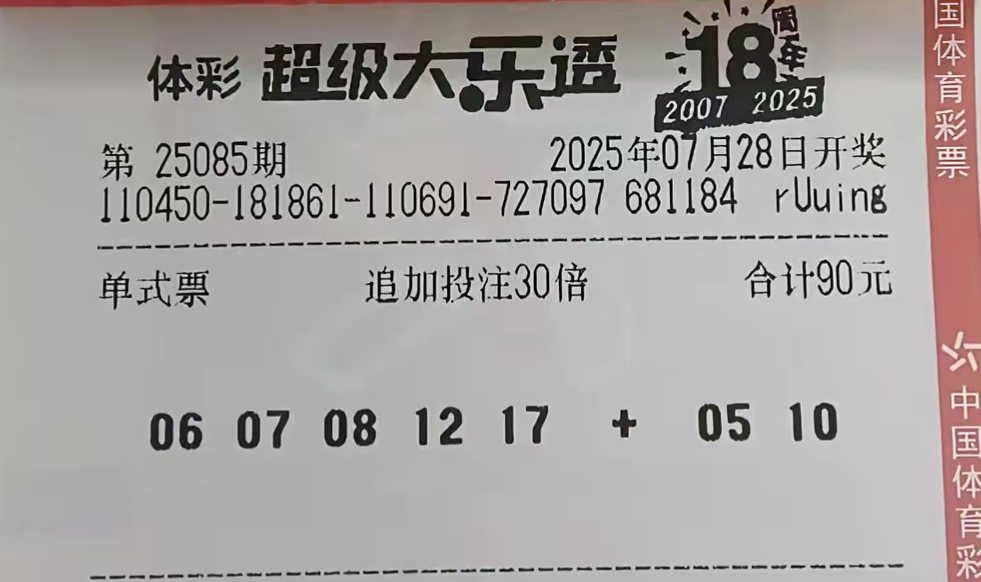 体彩 超级大乐透 18周年
2007 2025
第 25085期 2025年07月28日开奖
110450-181861-110691-727097 681184 rUuing
单式票 追加投注30倍 合计90元
06 07 08 12 17 + 05 10
国体育彩票
中国体育彩